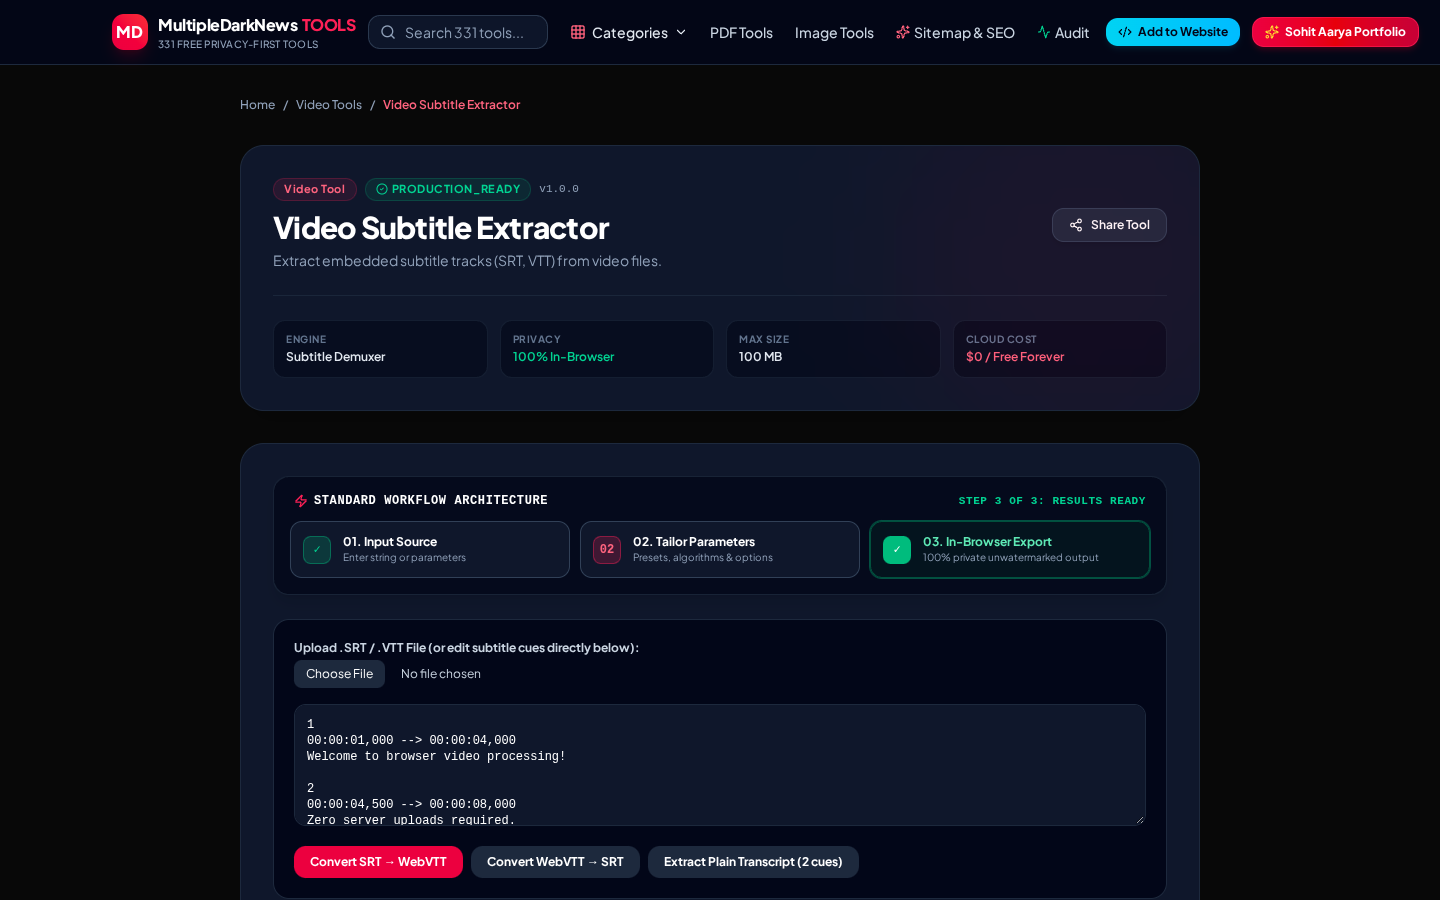 MD
MultipleDarkNews TOOLS
331 FREE PRIVACY-FIRST TOOLS
Search 331 tools...
Categories
PDF Tools
Image Tools
Sitemap & SEO
Audit
Add to Website
Sohit Aarya Portfolio
Home / Video Tools / Video Subtitle Extractor
Video Tool
PRODUCTION_READY
v1.0.0
Video Subtitle Extractor
Share Tool
Extract embedded subtitle tracks (SRT, VTT) from video files.
ENGINE
Subtitle Demuxer
PRIVACY
100% In-Browser
MAX SIZE
100 MB
CLOUD COST
$0 / Free Forever
STANDARD WORKFLOW ARCHITECTURE
STEP 3 OF 3: RESULTS READY
✓
01. Input Source
Enter string or parameters
02
02. Tailor Parameters
Presets, algorithms & options
✓
03. In-Browser Export
100% private unwatermarked output
Upload .SRT / .VTT File (or edit subtitle cues directly below):
Choose File
No file chosen
1
00:00:01,000 --> 00:00:04,000
Welcome to browser video processing!
2
00:00:04,500 --> 00:00:08,000
Zero server uploads required.
Convert SRT → WebVTT
Convert WebVTT → SRT
Extract Plain Transcript (2 cues)